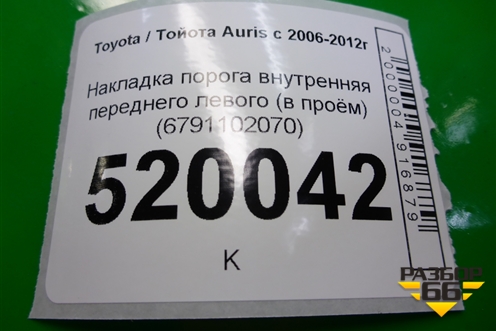 Toyota / Тойота Auris с 2006-2012г
Накладка порога внутренняя
переднего левого (в проём)
(6791102070)
520042
К
2000004916879
РАЗБОР
66